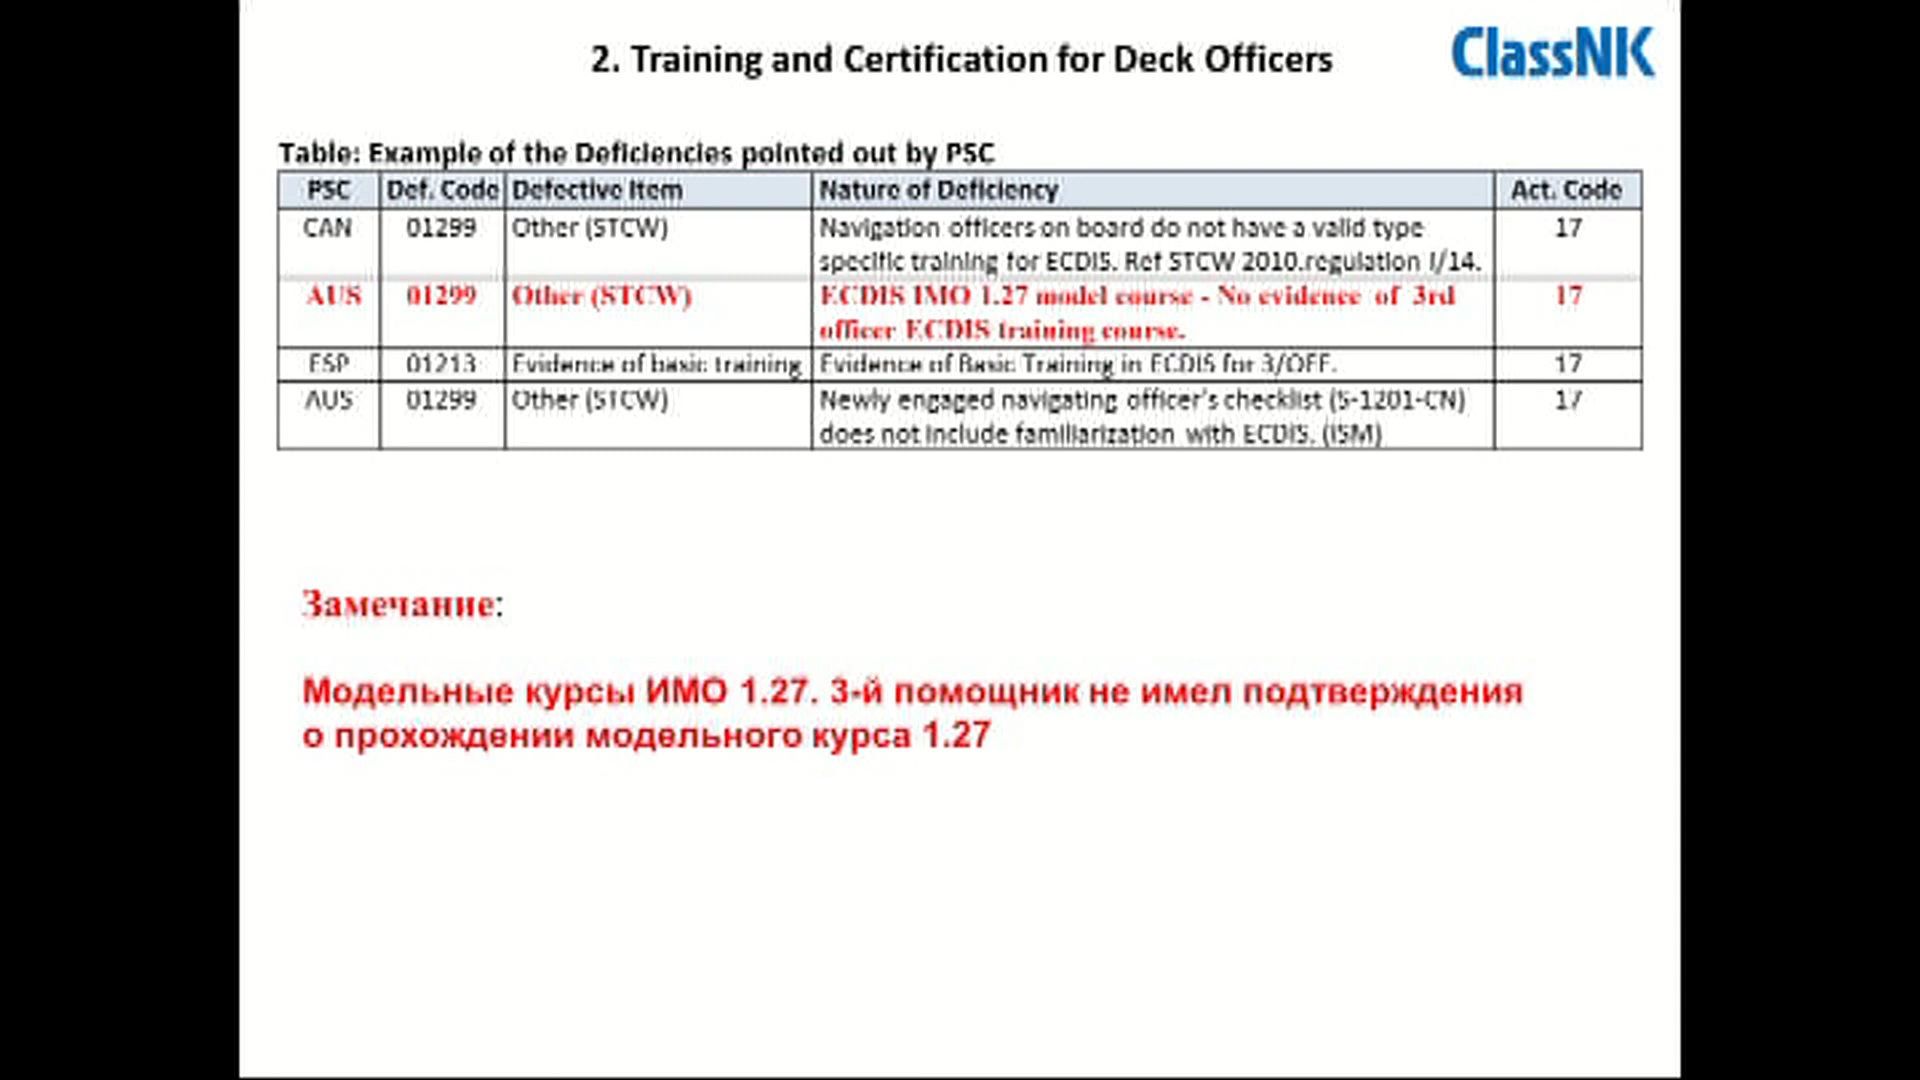 2. Training and Certification for Deck Officers
ClassNK
Table: Example of the Deficiencies pointed out by PSC
PSC Def. Code Defective Item Nature of Deficiency Act. Code
CAN 01299 Other (STCW) Navigation officers on board do not have a valid type 17
specific training for ECDIS. Ref STCW 2010.regulation I/14.
AUS 01299 Other (STCW) ECDIS IMO 1.27 model course - No evidence of 3rd 17
officer ECDIS training course.
ESP 01213 Evidence of basic training Evidence of Basic Training in ECDIS for 3/OFF. 17
AUS 01299 Other (STCW) Newly engaged navigating officer's checklist (S-1201-CN) 17
does not include familiarization with ECDIS. (ISM)
Замечание:
Модельные курсы ИМО 1.27. 3-й помощник не имел подтверждения
о прохождении модельного курса 1.27